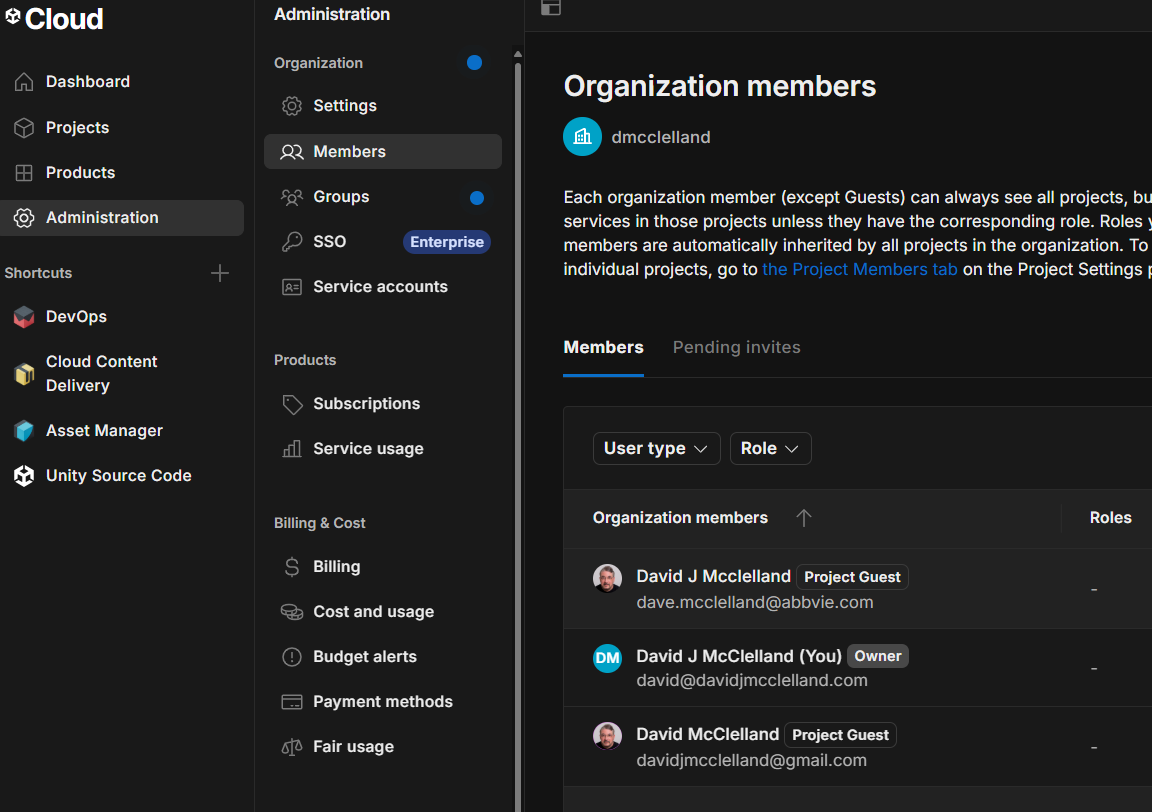 Cloud
Dashboard
Projects
Products
Administration
Shortcuts
DevOps
Cloud Content
Delivery
Asset Manager
Unity Source Code
Administration
Organization
Settings
Members
Groups
SSO Enterprise
Service accounts
Products
Subscriptions
Service usage
Billing & Cost
Billing
Cost and usage
Budget alerts
Payment methods
Fair usage
Organization members
dmcclelland
Each organization member (except Guests) can always see all projects, bu
services in those projects unless they have the corresponding role. Roles y
members are automatically inherited by all projects in the organization. To
individual projects, go to the Project Members tab on the Project Settings p
Members Pending invites
User type Role
Organization members Roles
David J Mcclelland Project Guest
dave.mcclelland@abbvie.com -
DM David J McClelland (You) Owner
david@davidjmcclelland.com -
David McClelland Project Guest
davidjmcclelland@gmail.com -